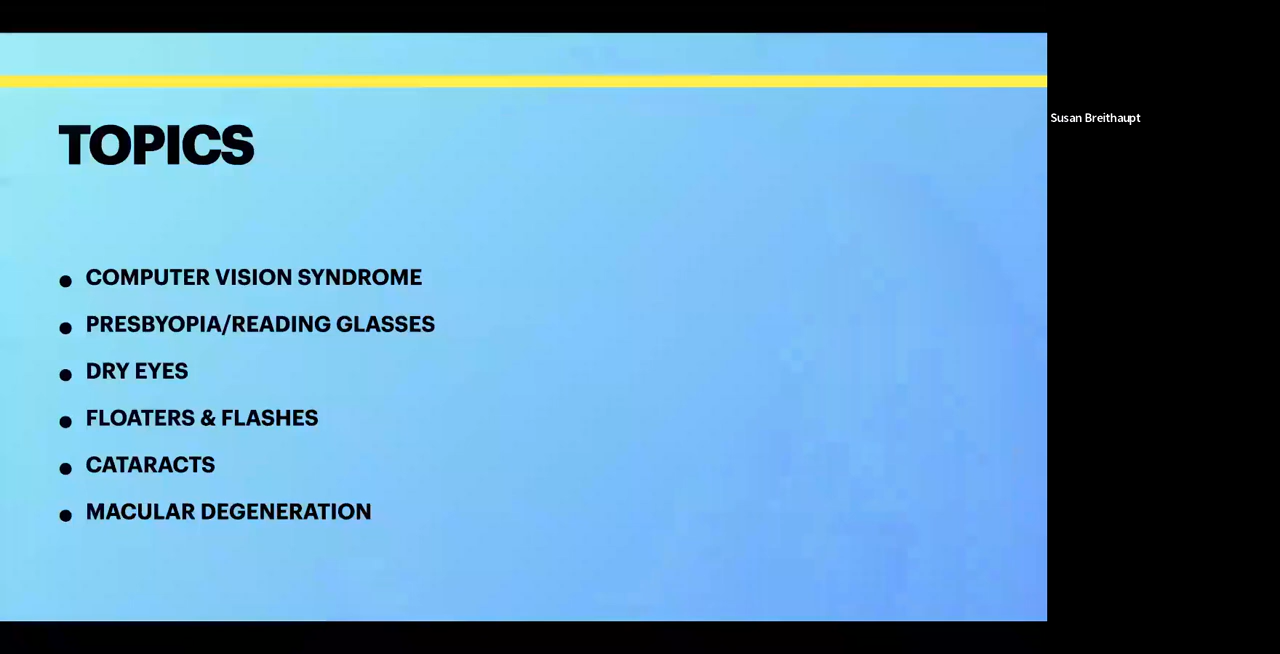 TOPICS
Susan Breithaupt
• COMPUTER VISION SYNDROME
• PRESBYOPIA/READING GLASSES
• DRY EYES
• FLOATERS & FLASHES
• CATARACTS
• MACULAR DEGENERATION